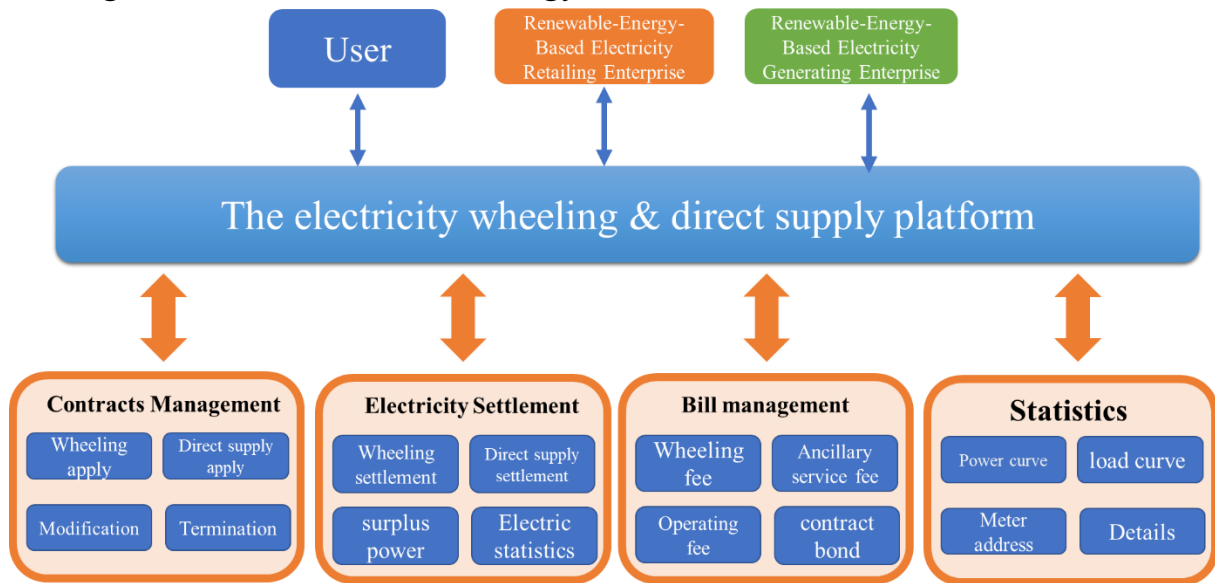 User
Renewable-Energy-
Based Electricity
Retailing Enterprise
Renewable-Energy-
Based Electricity
Generating Enterprise
The electricity wheeling & direct supply platform
Contracts Management
Wheeling
apply
Direct supply
apply
Modification
Termination
Electricity Settlement
Wheeling
settlement
Direct supply
settlement
surplus
power
Electric
statistics
Bill management
Wheeling
fee
Ancillary
service fee
Operating
fee
contract
bond
Statistics
Power curve
load curve
Meter
address
Details